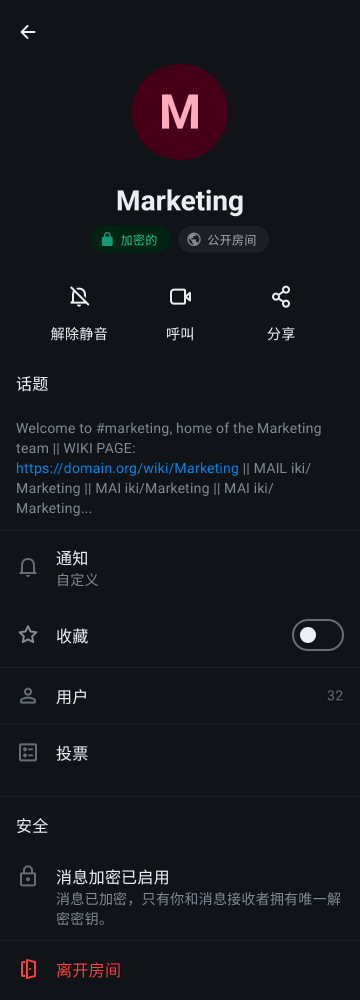 M
Marketing
加密的
公开房间
解除静音
呼叫
分享
话题
Welcome to #marketing, home of the Marketing
team || WIKI PAGE:
https://domain.org/wiki/Marketing || MAIL iki/
Marketing || MAI iki/Marketing || MAI iki/
Marketing...
通知
自定义
收藏
用户
32
投票
安全
消息加密已启用
消息已加密，只有你和消息接收者拥有唯一解
密密钥。
离开房间